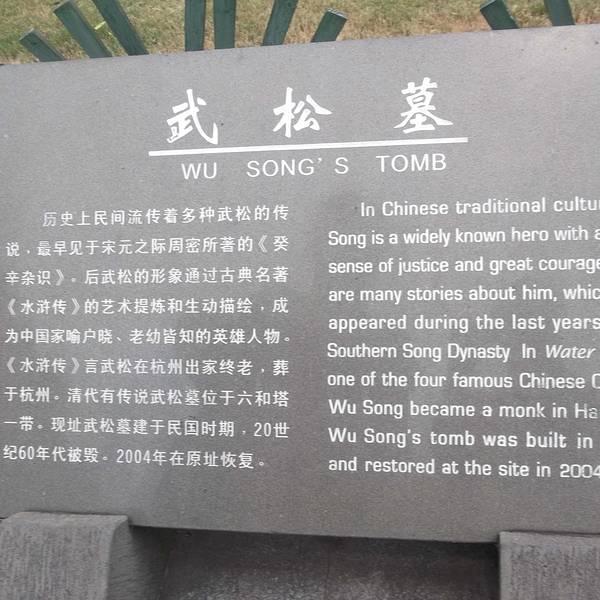 武松墓
WU SONG'S TOMB
历史上民间流传着多种武松的传
说，最早见于宋元之际周密所著的《癸
辛杂识》。后武松的形象通过古典名著
《水浒传》的艺术提炼和生动描绘，成
为中国家喻户晓、老幼皆知的英雄人物。
《水浒传》言武松在杭州出家终老，葬
于杭州。清代有传说武松墓位于六和塔
一带。现址武松墓建于民国时期，20世
纪60年代被毁。2004年在原址恢复。
In Chinese traditional cultu
Song is a widely known hero with a
sense of justice and great courage
are many stories about him, whic
appeared during the last years
Southern Song Dynasty In Water
one of the four famous Chinese C
Wu Song became a monk in Ha
Wu Song's tomb was built in
and restored at the site in 2004